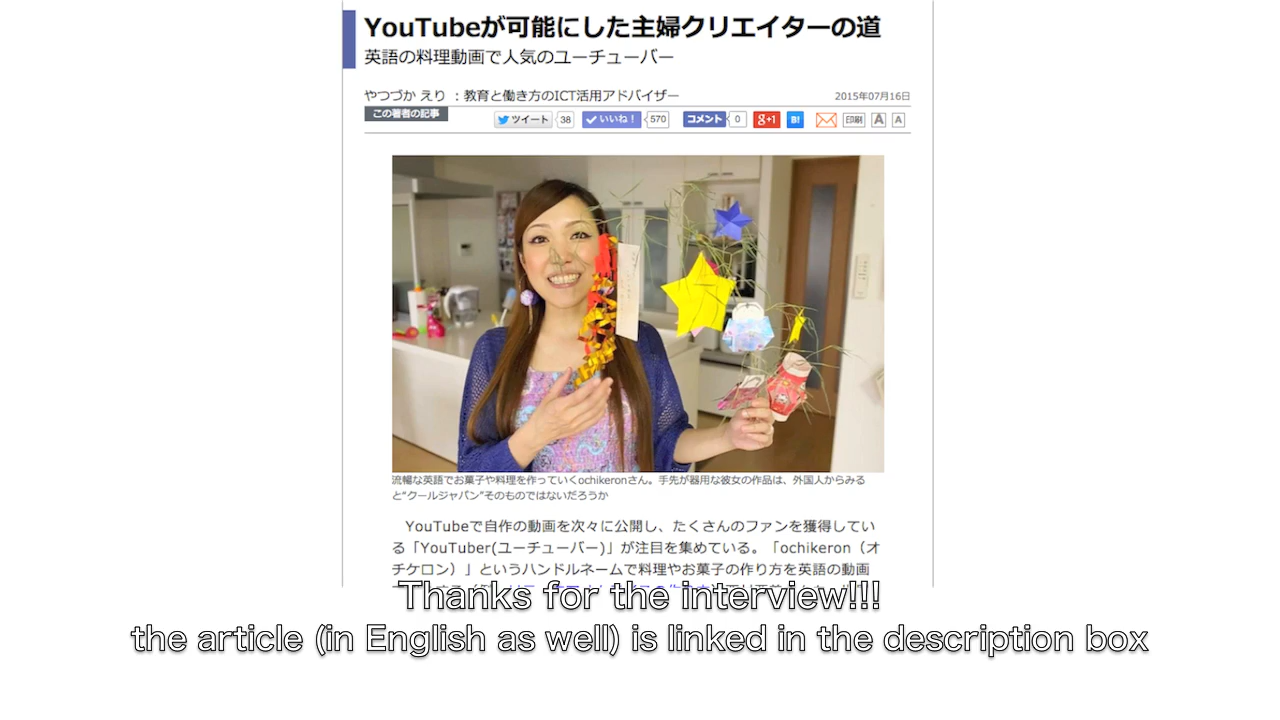 YouTubeが可能にした主婦クリエイターの道
英語の料理動画で人気のユーチューバー
やつづか えり ：教育と働き方のICT活用アドバイザー
2015年07月16日
この著者の記事
ツイート 38 いいね！ 570 コメント 0 g+1 B! 印刷 A A
流暢な英語でお菓子や料理を作っていくochikeronさん。手先が器用な彼女の作品は、外国人からみる
と“クールジャパン”そのものではないだろうか
YouTubeで自作の動画を次々に公開し、たくさんのファンを獲得してい
る「YouTuber(ユーチューバー)」が注目を集めている。「ochikeron（オ
チケロン）」というハンドルネームで料理やお菓子の作り方を英語の動画
Thanks for the interview!!!
the article (in English as well) is linked in the description box